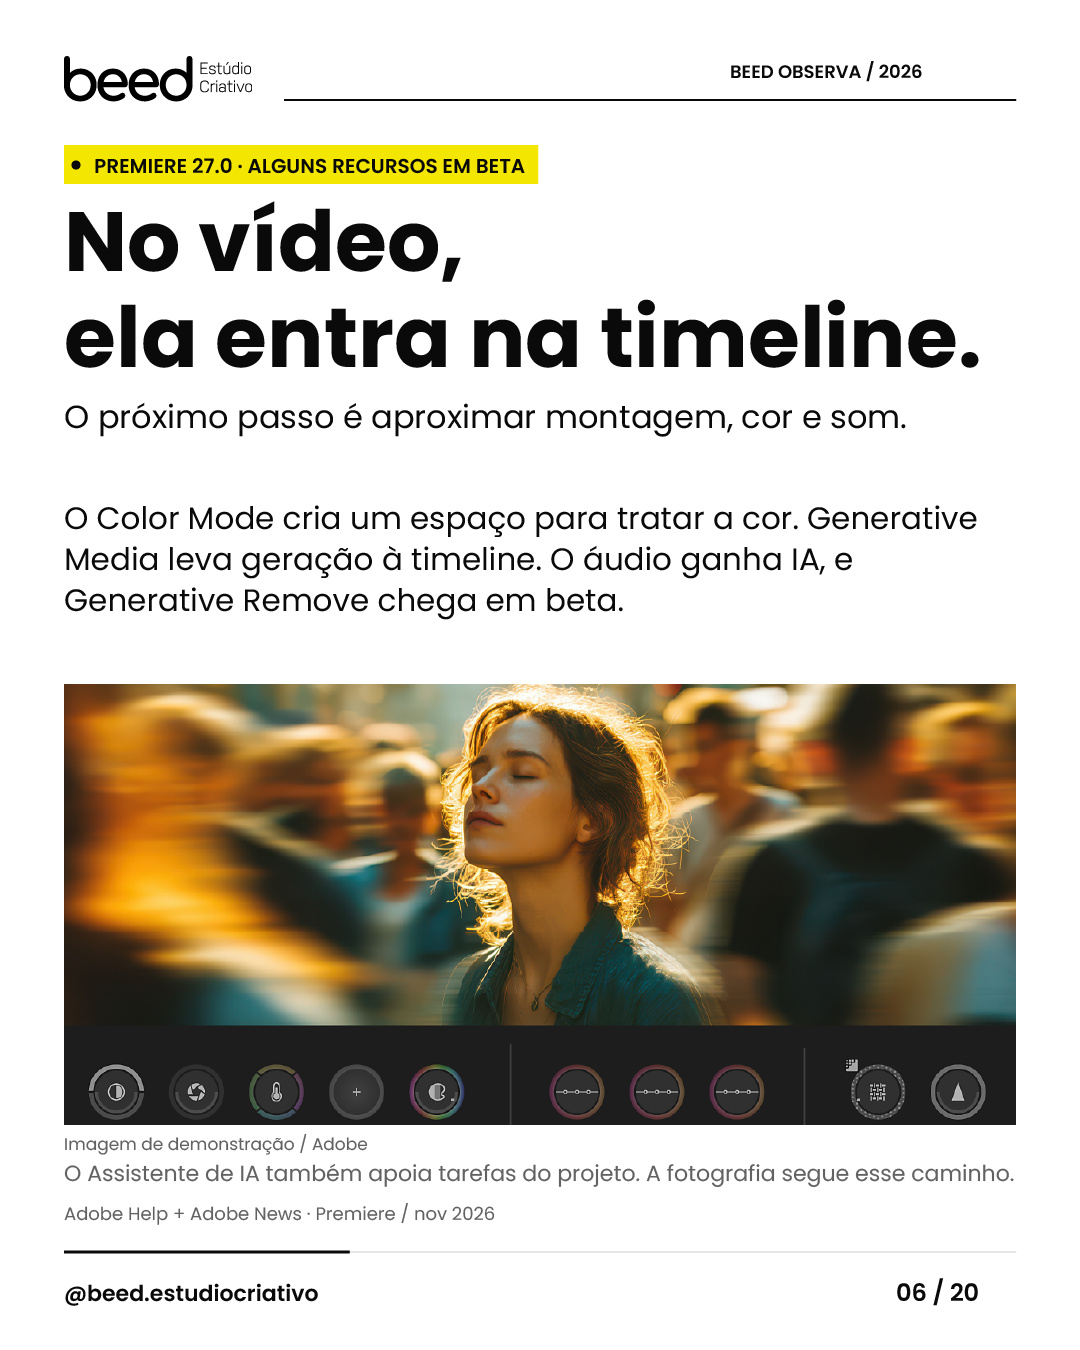 beed Estúdio
Criativo
BEED OBSERVA / 2026
• PREMIERE 27.0 · ALGUNS RECURSOS EM BETA
No vídeo,
ela entra na timeline.
O próximo passo é aproximar montagem, cor e som.
O Color Mode cria um espaço para tratar a cor. Generative
Media leva geração à timeline. O áudio ganha IA, e
Generative Remove chega em beta.
Imagem de demonstração / Adobe
O Assistente de IA também apoia tarefas do projeto. A fotografia segue esse caminho.
Adobe Help + Adobe News · Premiere / nov 2026
@beed.estudiocriativo
06 / 20